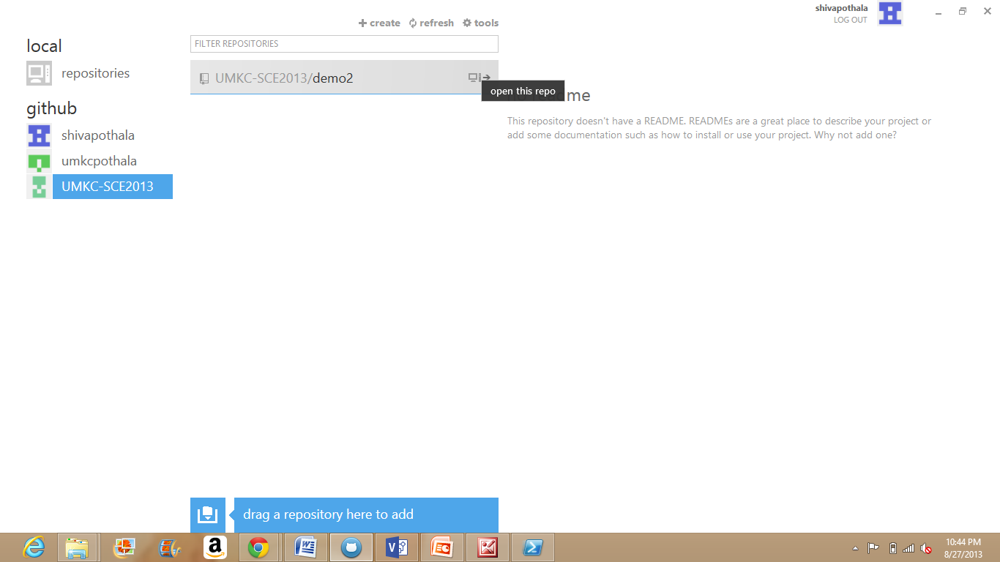 shivapothala
LOG OUT
create refresh tools
local
FILTER REPOSITORIES
repositories
UMKC-SCE2013/demo2
open this repo
me
github
This repository doesn't have a README. READMEs are a great place to describe your project or
add some documentation such as how to install or use your project. Why not add one?
shivapothala
umkcpothala
UMKC-SCE2013
drag a repository here to add
10:44 PM
8/27/2013